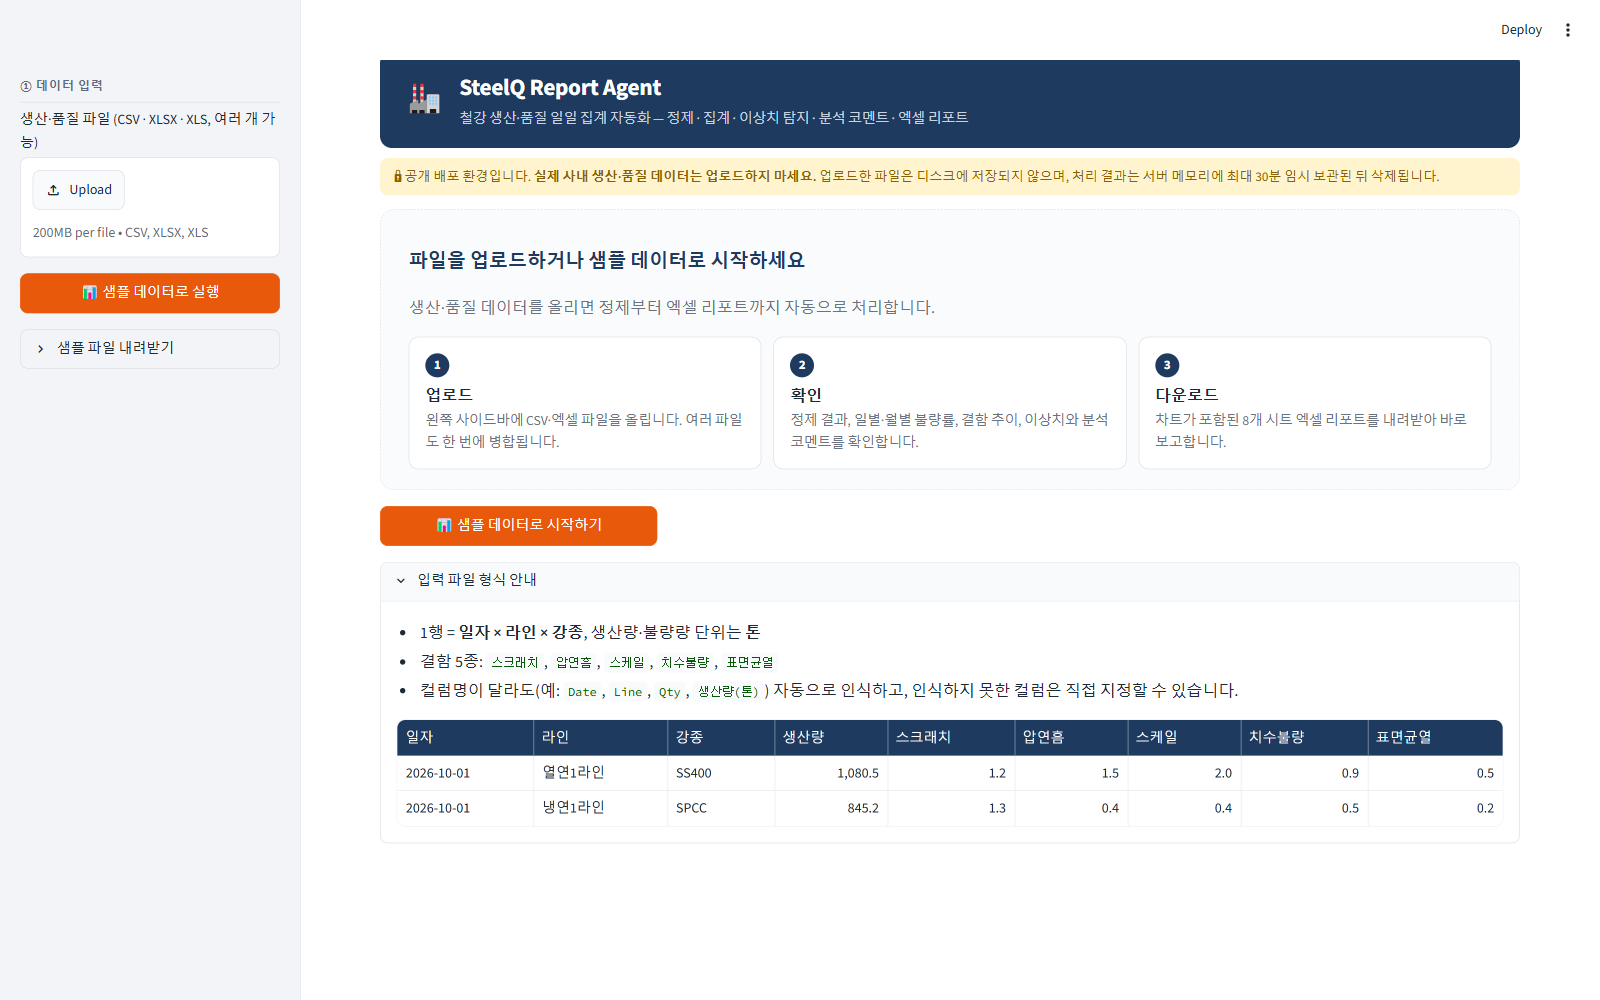 Deploy
① 데이터 입력
생산·품질 파일 (CSV · XLSX · XLS, 여러 개 가
능)
Upload
200MB per file • CSV, XLSX, XLS
샘플 데이터로 실행
샘플 파일 내려받기
SteelQ Report Agent
철강 생산·품질 일일 집계 자동화 — 정제 · 집계 · 이상치 탐지 · 분석 코멘트 · 엑셀 리포트
공개 배포 환경입니다. 실제 사내 생산·품질 데이터는 업로드하지 마세요. 업로드한 파일은 디스크에 저장되지 않으며, 처리 결과는 서버 메모리에 최대 30분 임시 보관된 뒤 삭제됩니다.
파일을 업로드하거나 샘플 데이터로 시작하세요
생산·품질 데이터를 올리면 정제부터 엑셀 리포트까지 자동으로 처리합니다.
1
업로드
왼쪽 사이드바에 CSV·엑셀 파일을 올립니다. 여러 파일
도 한 번에 병합됩니다.
2
확인
정제 결과, 일별·월별 불량률, 결함 추이, 이상치와 분석
코멘트를 확인합니다.
3
다운로드
차트가 포함된 8개 시트 엑셀 리포트를 내려받아 바로
보고합니다.
샘플 데이터로 시작하기
입력 파일 형식 안내
• 1행 = 일자 × 라인 × 강종, 생산량·불량량 단위는 톤
• 결함 5종: 스크래치 , 압연흠 , 스케일 , 치수불량 , 표면균열
• 컬럼명이 달라도(예: Date , Line , Qty , 생산량(톤) ) 자동으로 인식하고, 인식하지 못한 컬럼은 직접 지정할 수 있습니다.
일자 라인 강종 생산량 스크래치 압연흠 스케일 치수불량 표면균열
2026-10-01 열연1라인 SS400 1,080.5 1.2 1.5 2.0 0.9 0.5
2026-10-01 냉연1라인 SPCC 845.2 1.3 0.4 0.4 0.5 0.2